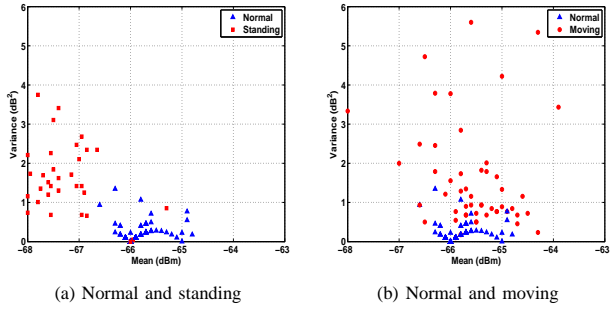 6
5
4
3
2
1
0
Variance (dB²)
−68
−67
−66
−65
−64
−63
Mean (dBm)
Normal
Standing
(a) Normal and standing
6
5
4
3
2
1
0
Variance (dB²)
−68
−67
−66
−65
−64
−63
Mean (dBm)
Normal
Moving
(b) Normal and moving